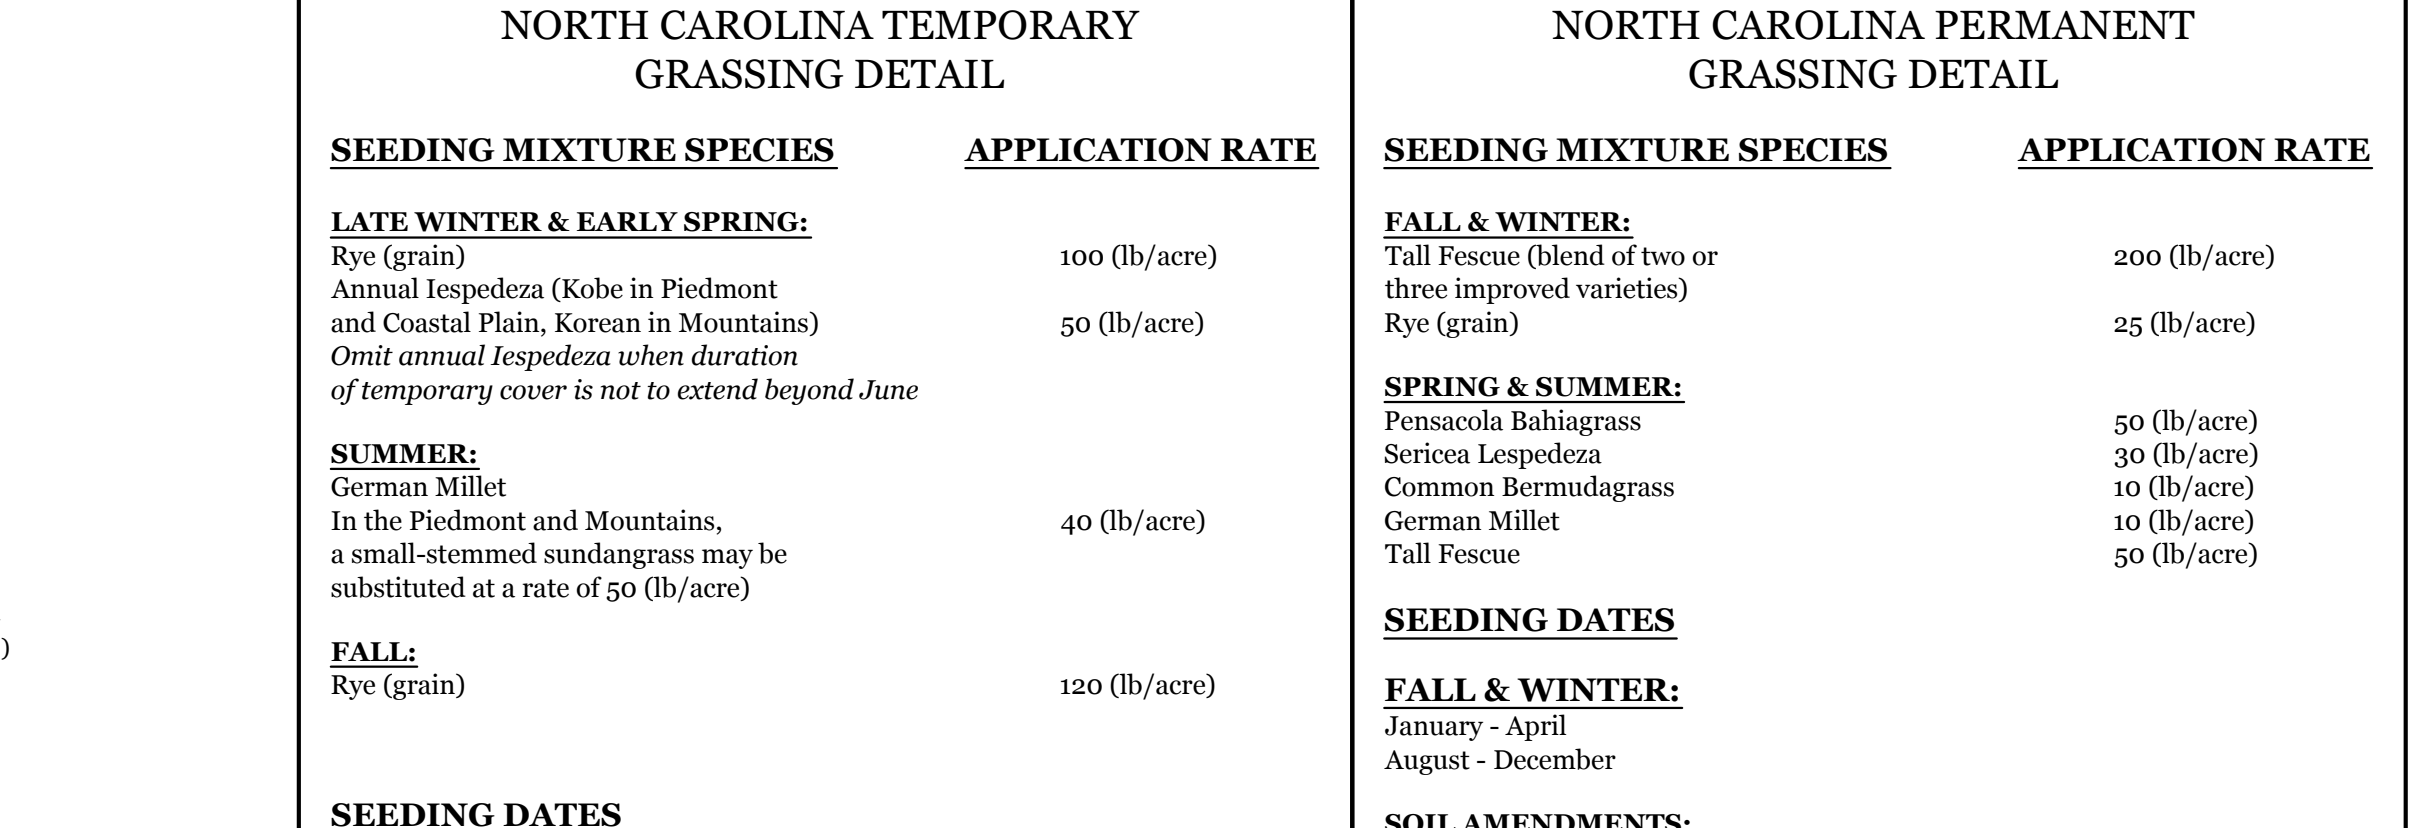 )
NORTH CAROLINA TEMPORARY
GRASSING DETAIL
SEEDING MIXTURE SPECIES APPLICATION RATE
LATE WINTER & EARLY SPRING:
Rye (grain) 100 (lb/acre)
Annual Iespedeza (Kobe in Piedmont
and Coastal Plain, Korean in Mountains) 50 (lb/acre)
Omit annual Iespedeza when duration
of temporary cover is not to extend beyond June
SUMMER:
German Millet
In the Piedmont and Mountains, 40 (lb/acre)
a small-stemmed sundangrass may be
substituted at a rate of 50 (lb/acre)
FALL:
Rye (grain) 120 (lb/acre)
SEEDING DATES
NORTH CAROLINA PERMANENT
GRASSING DETAIL
SEEDING MIXTURE SPECIES APPLICATION RATE
FALL & WINTER:
Tall Fescue (blend of two or 200 (lb/acre)
three improved varieties)
Rye (grain) 25 (lb/acre)
SPRING & SUMMER:
Pensacola Bahiagrass 50 (lb/acre)
Sericea Lespedeza 30 (lb/acre)
Common Bermudagrass 10 (lb/acre)
German Millet 10 (lb/acre)
Tall Fescue 50 (lb/acre)
SEEDING DATES
FALL & WINTER:
January - April
August - December
SOIL AMENDMENTS: